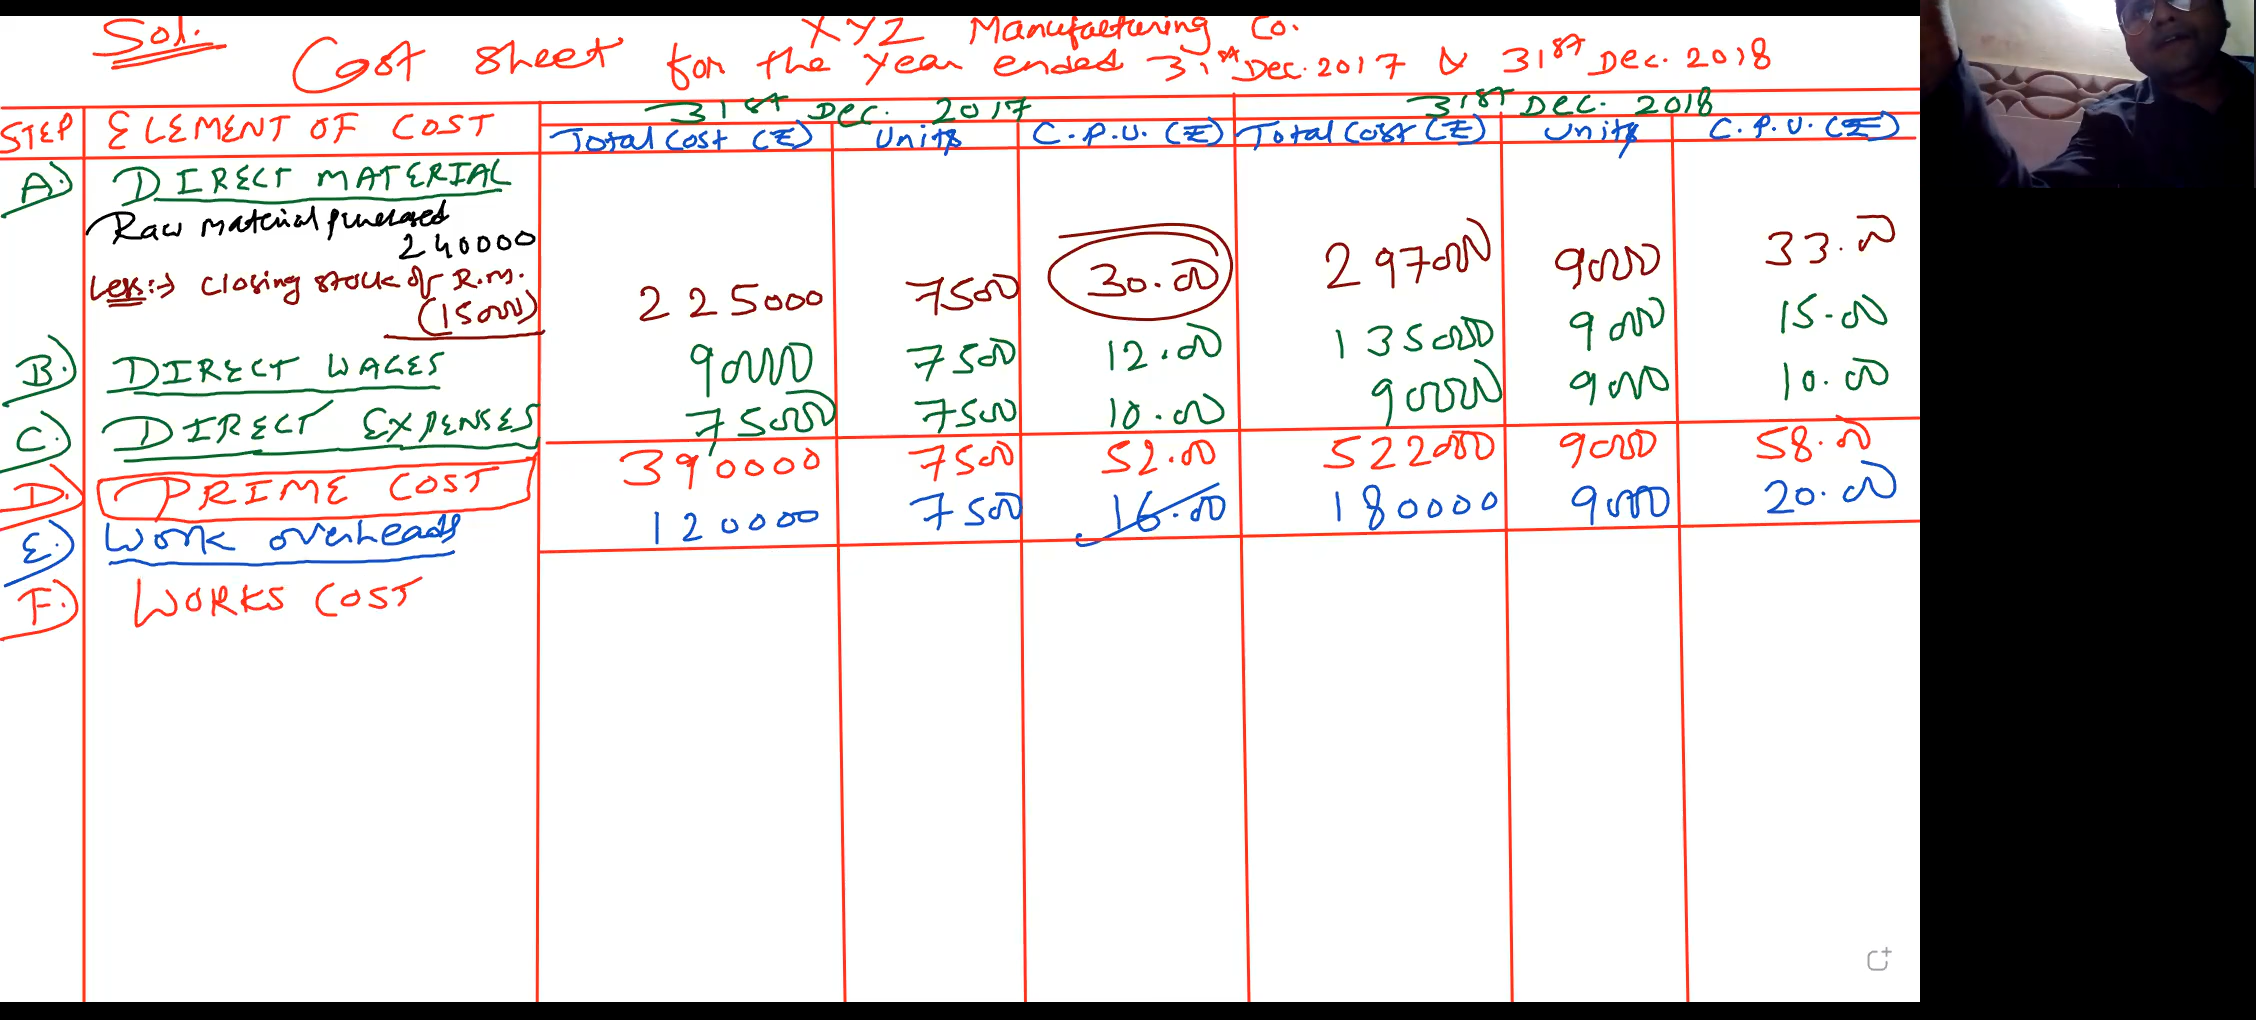 Sol.
XYZ Manufacturing Co.
Cost sheet for the year ended 31st Dec. 2017 & 31st Dec. 2018
STEP ELEMENT OF COST 31st Dec. 2017 31st Dec. 2018
Total Cost (₹) Units C.P.U. (₹) Total Cost (₹) Units C.P.U. (₹)
A.) DIRECT MATERIAL
Raw material purchased
240000
Less:→ Closing stock of R.M.
(15000) 225000 7500 30.00 297000 9000 33.00
B.) DIRECT WAGES 90000 7500 12.00 135000 9000 15.00
C.) DIRECT EXPENSES 75000 7500 10.00 90000 9000 10.00
D.) PRIME COST 390000 7500 52.00 522000 9000 58.00
E.) Work overheads 120000 7500 16.00 180000 9000 20.00
F.) WORKS COST